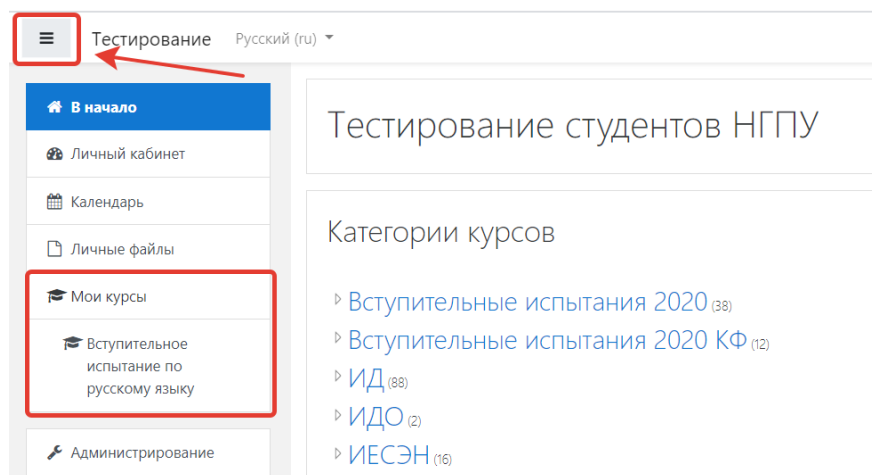 Тестирование Русский (ru)
В начало
Личный кабинет
Календарь
Личные файлы
Мои курсы
Вступительное
испытание по
русскому языку
Администрирование
Тестирование студентов НГПУ
Категории курсов
Вступительные испытания 2020 (38)
Вступительные испытания 2020 КФ (12)
ИД (88)
ИДО (2)
ИЕСЭН (16)